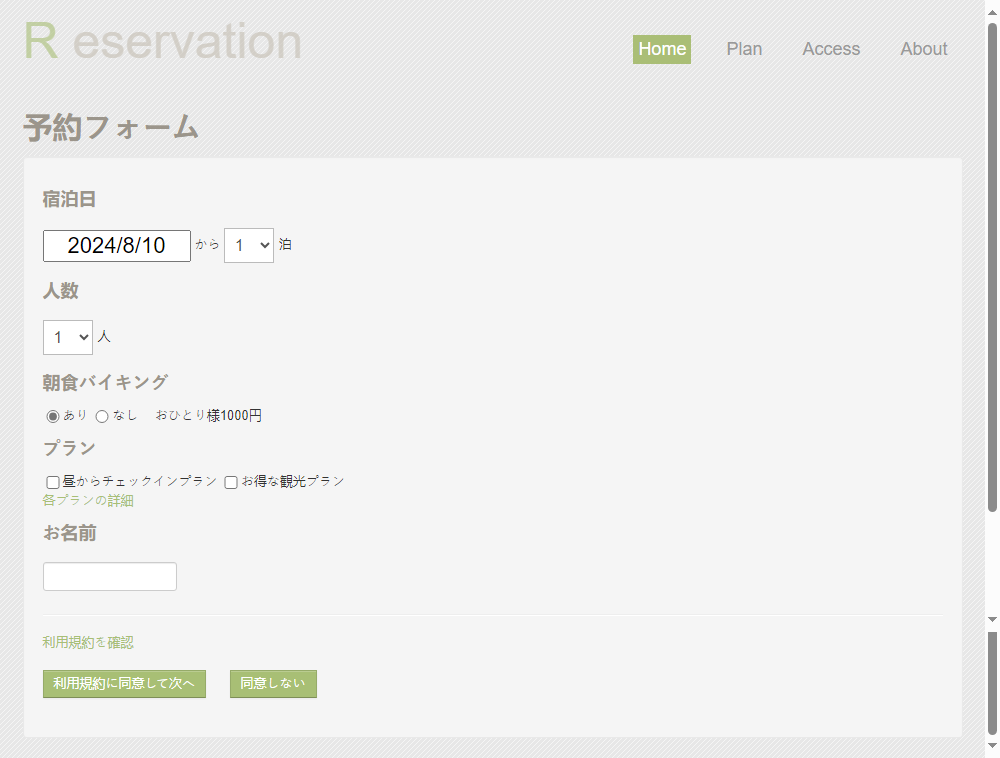 R eservation
Home Plan Access About
予約フォーム
宿泊日
2024/8/10 から 1 泊
人数
1 人
朝食バイキング
あり なし おひとり様1000円
プラン
昼からチェックインプラン お得な観光プラン
各プランの詳細
お名前
利用規約を確認
利用規約に同意して次へ 同意しない